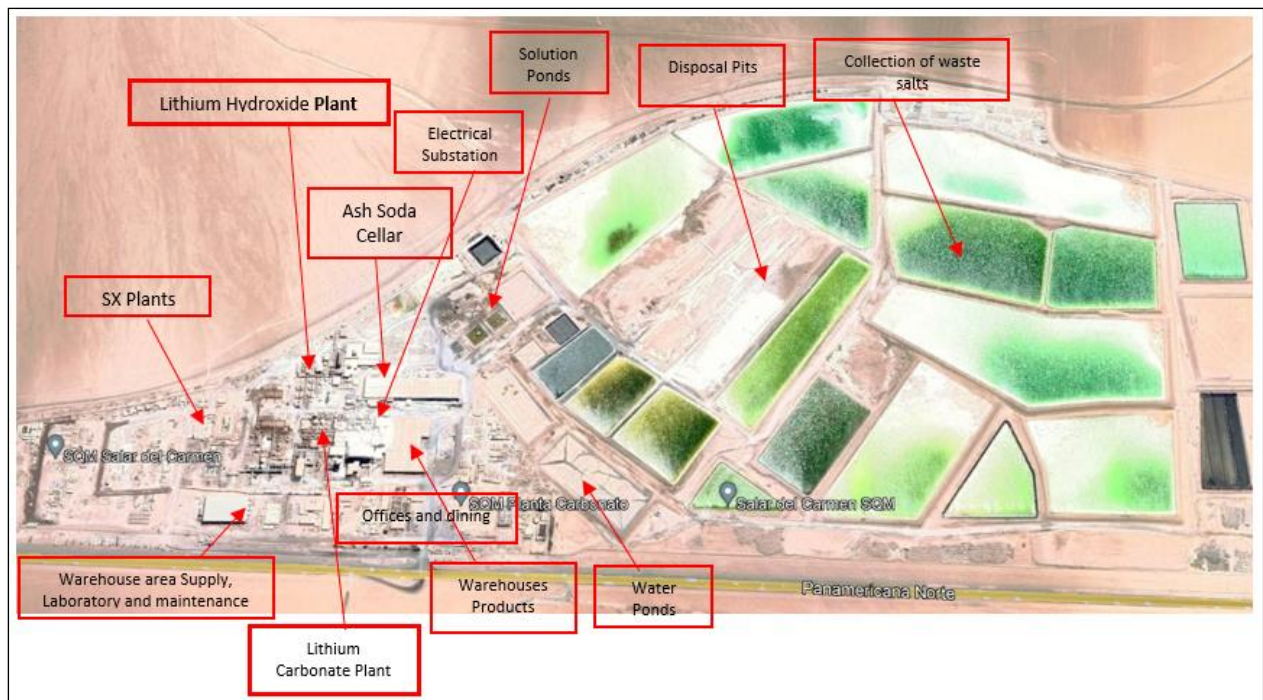 Solution
Ponds
Disposal Pits
Collection of waste
salts
Lithium Hydroxide Plant
Electrical
Substation
Ash Soda
Cellar
SX Plants
SQM Salar del Carmen
SQM Planta Carbonato
Salar del Carmen SQM
Offices and dining
Warehouse area Supply,
Laboratory and maintenance
Warehouses
Products
Water
Ponds
Panamericana Norte
Lithium
Carbonate Plant